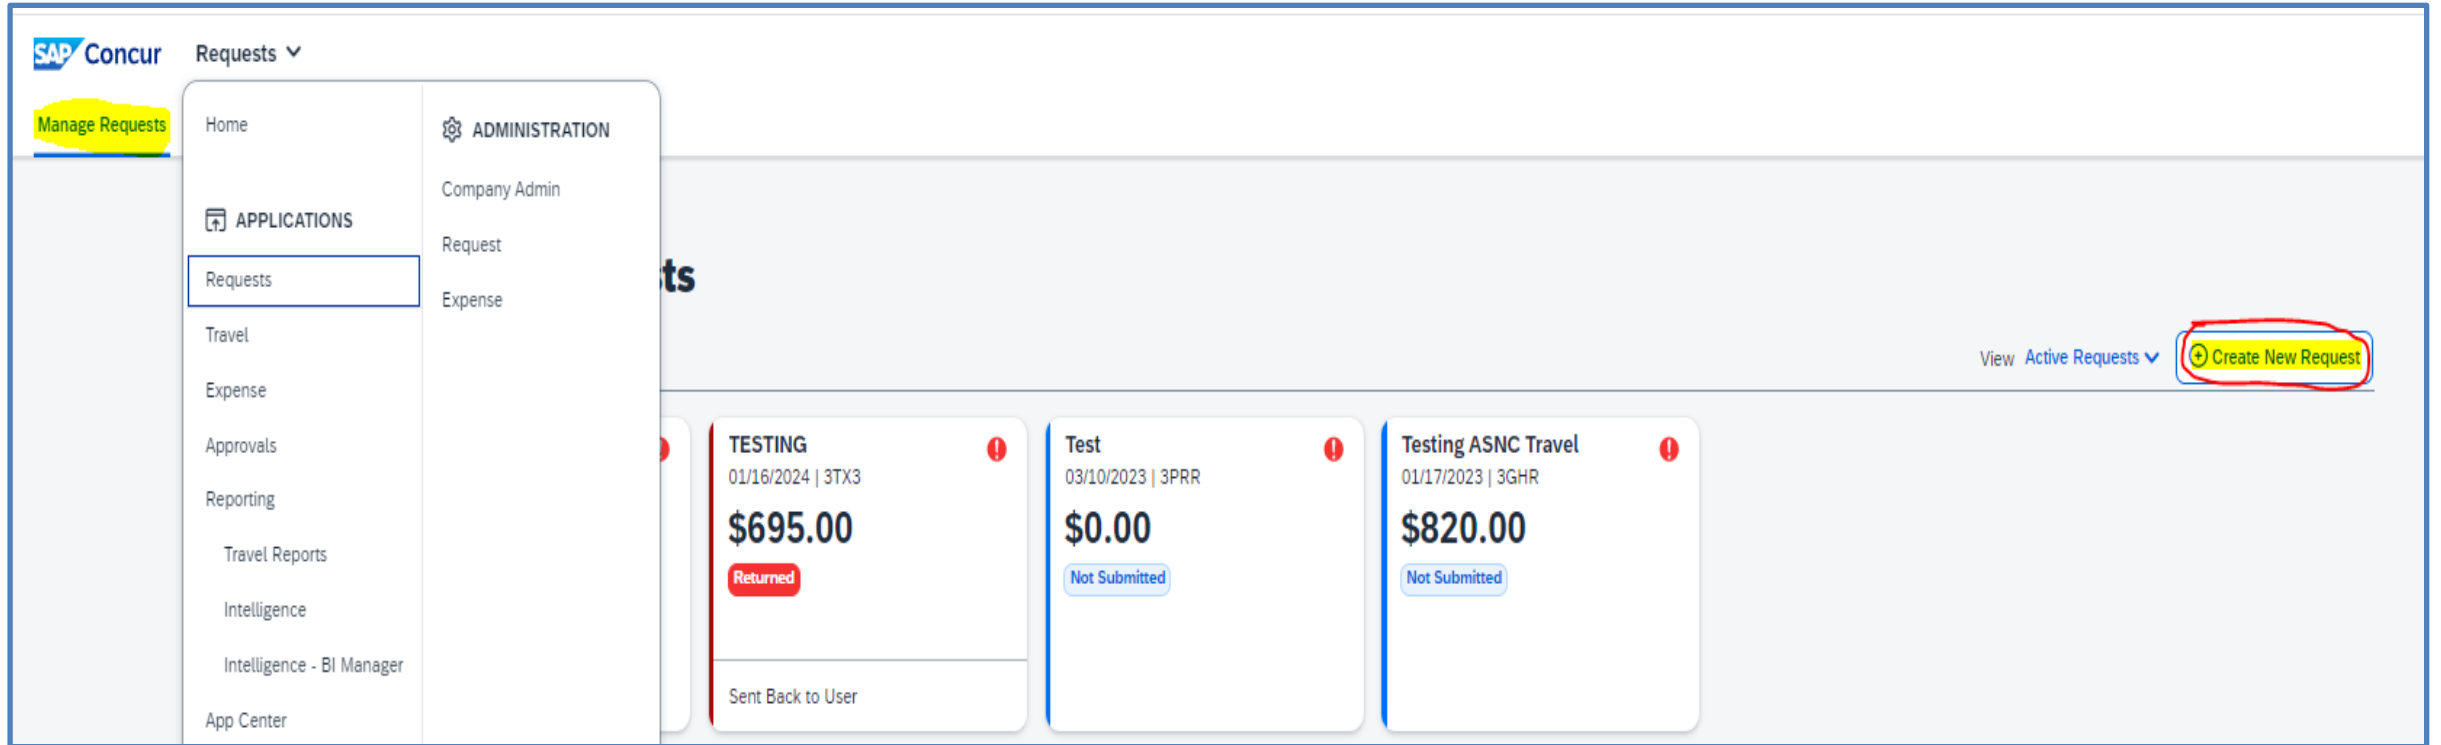 SAP Concur Requests
Manage Requests
Home
APPLICATIONS
Requests
Travel
Expense
Approvals
Reporting
Travel Reports
Intelligence
Intelligence - BI Manager
App Center
ADMINISTRATION
Company Admin
Request
Expense
ts
View Active Requests
Create New Request
TESTING
01/16/2024 | 3TX3
$695.00
Returned
Sent Back to User
Test
03/10/2023 | 3PRR
$0.00
Not Submitted
Testing ASNC Travel
01/17/2023 | 3GHR
$820.00
Not Submitted